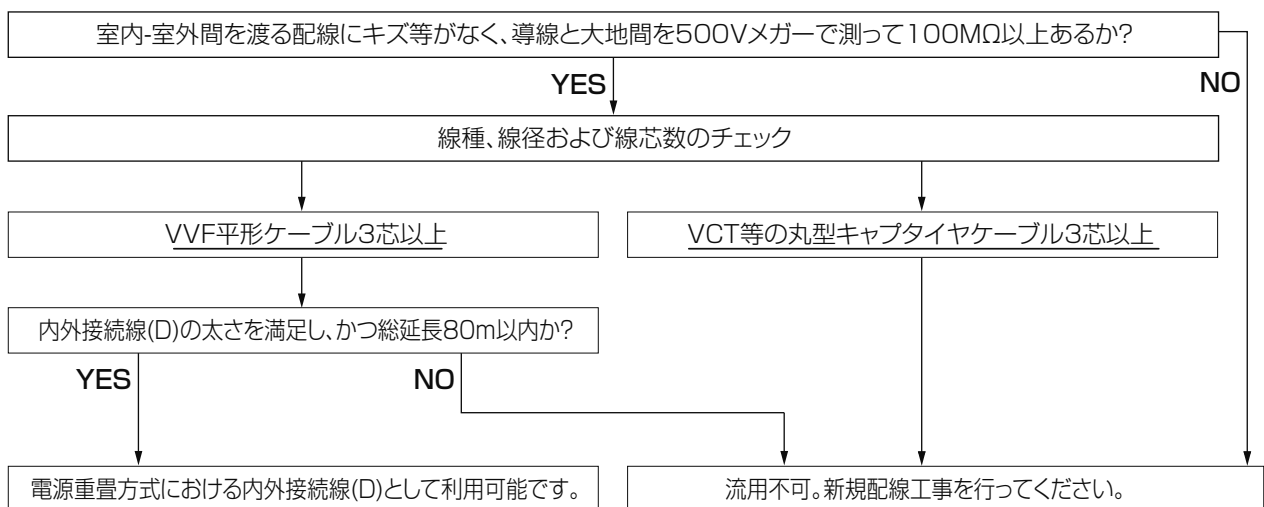 室内-室外間を渡る配線にキズ等がなく、導線と大地間を500Vメガーで測って100MΩ以上あるか?
YES
NO
線種、線径および線芯数のチェック
VVF平形ケーブル3芯以上
VCT等の丸型キャプタイヤケーブル3芯以上
内外接続線(D)の太さを満足し、かつ総延長80m以内か?
YES
NO
電源重畳方式における内外接続線(D)として利用可能です。
流用不可。新規配線工事を行ってください。